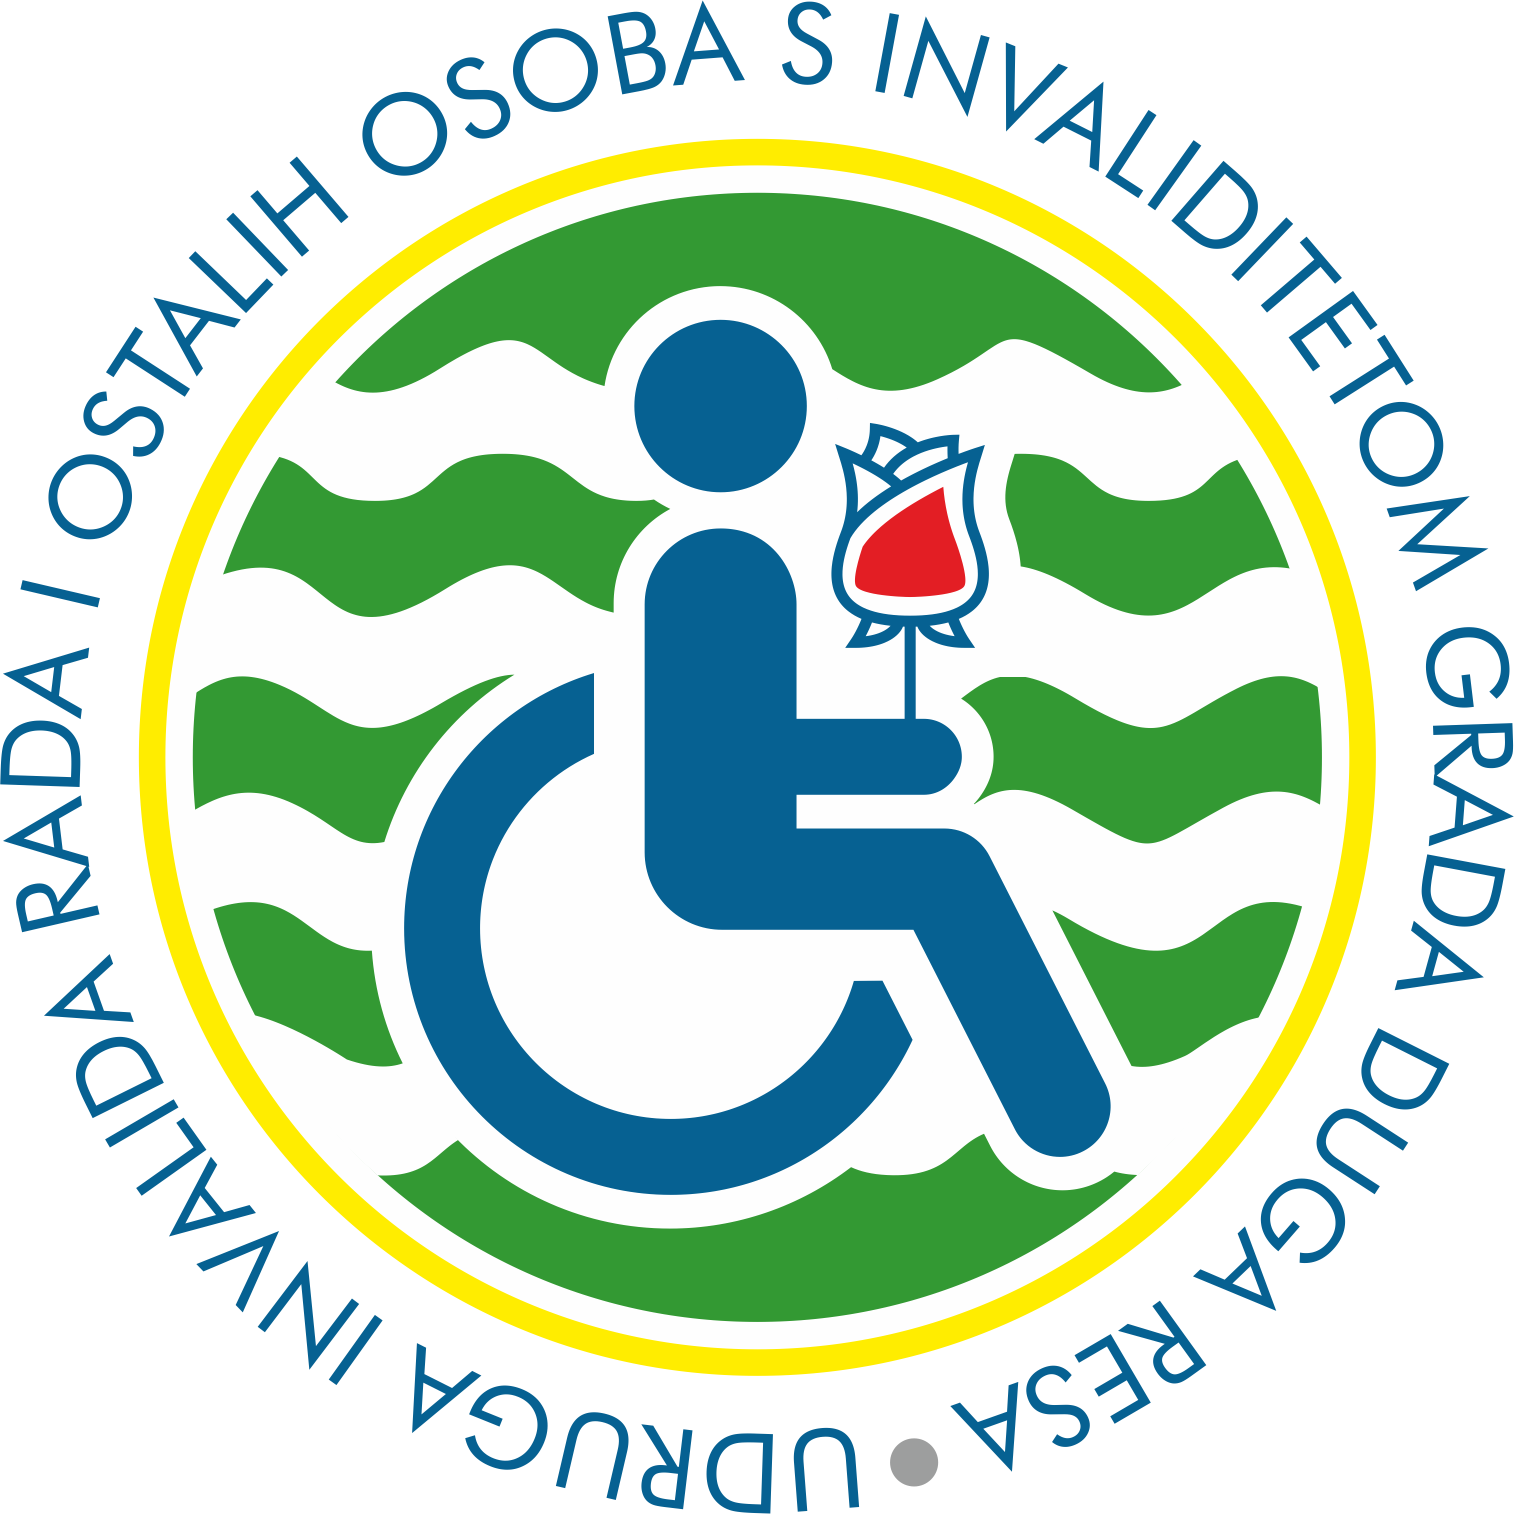 UDRUGA INVALIDA RADA I OSTALIH OSOBA S INVALIDITETOM GRADA DUGA RESA •